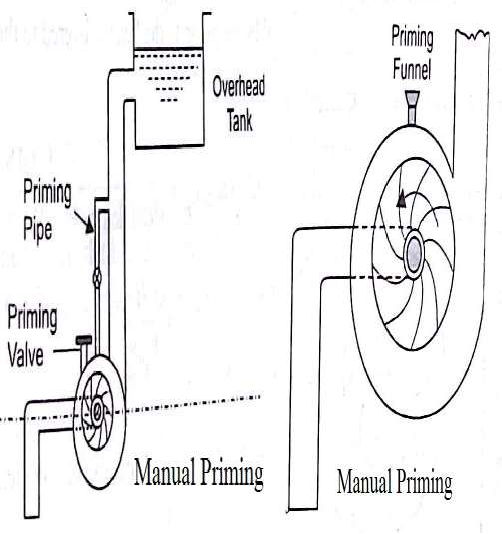 Overhead
Tank
Priming
Pipe
Priming
Valve
Manual Priming
Priming
Funnel
Manual Priming